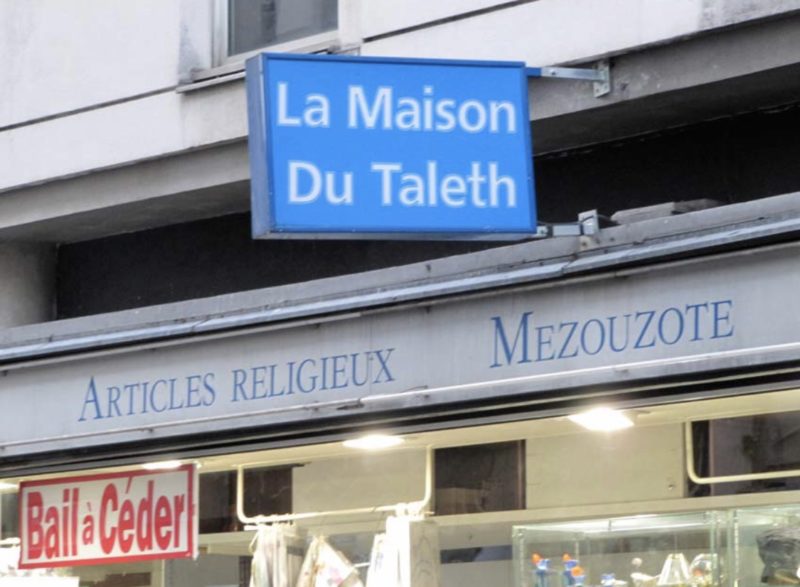 La Maison
Du Taleth
ARTICLES RELIGIEUX
MEZOUZOTE
Bail à Céder